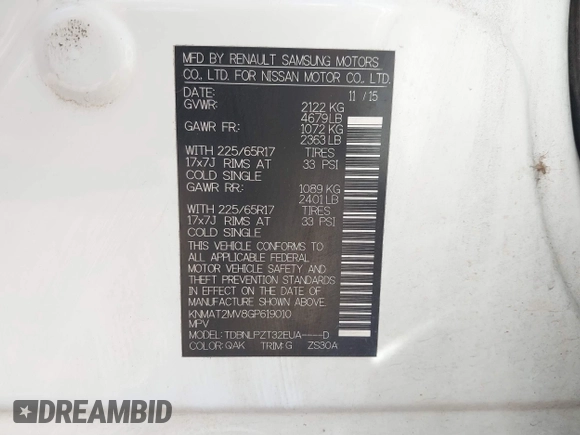 MFD BY RENAULT SAMSUNG MOTORS
CO., LTD. FOR NISSAN MOTOR CO., LTD.
DATE: 11 / 15
GVWR: 2122 KG
4679 LB
GAWR FR: 1072 KG
2363 LB
WITH 225/65R17 TIRES
17x7J RIMS AT 33 PSI
COLD SINGLE
GAWR RR: 1089 KG
2401 LB
WITH 225/65R17 TIRES
17x7J RIMS AT 33 PSI
COLD SINGLE
THIS VEHICLE CONFORMS TO
ALL APPLICABLE FEDERAL
MOTOR VEHICLE SAFETY AND
THEFT PREVENTION STANDARDS
IN EFFECT ON THE DATE OF
MANUFACTURE SHOWN ABOVE.
KNMAT2MV8GP619010
MPV
MODEL: TDBNLPZT32EUA----D
COLOR: QAK TRIM: G ZS30A
DREAMBID